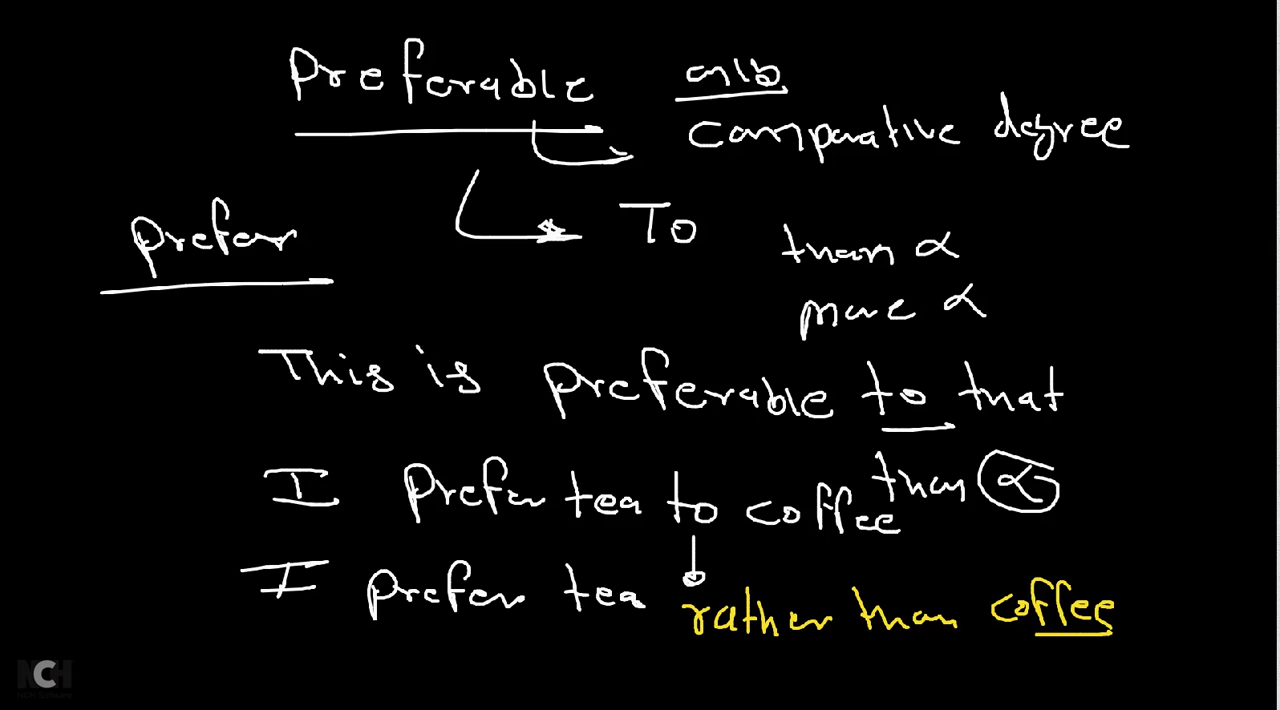 Preferable
comparative degree
To
prefer
than α
more α
This is preferable to that
than α
I prefer tea to coffee
I prefer tea rather than coffee
NCH